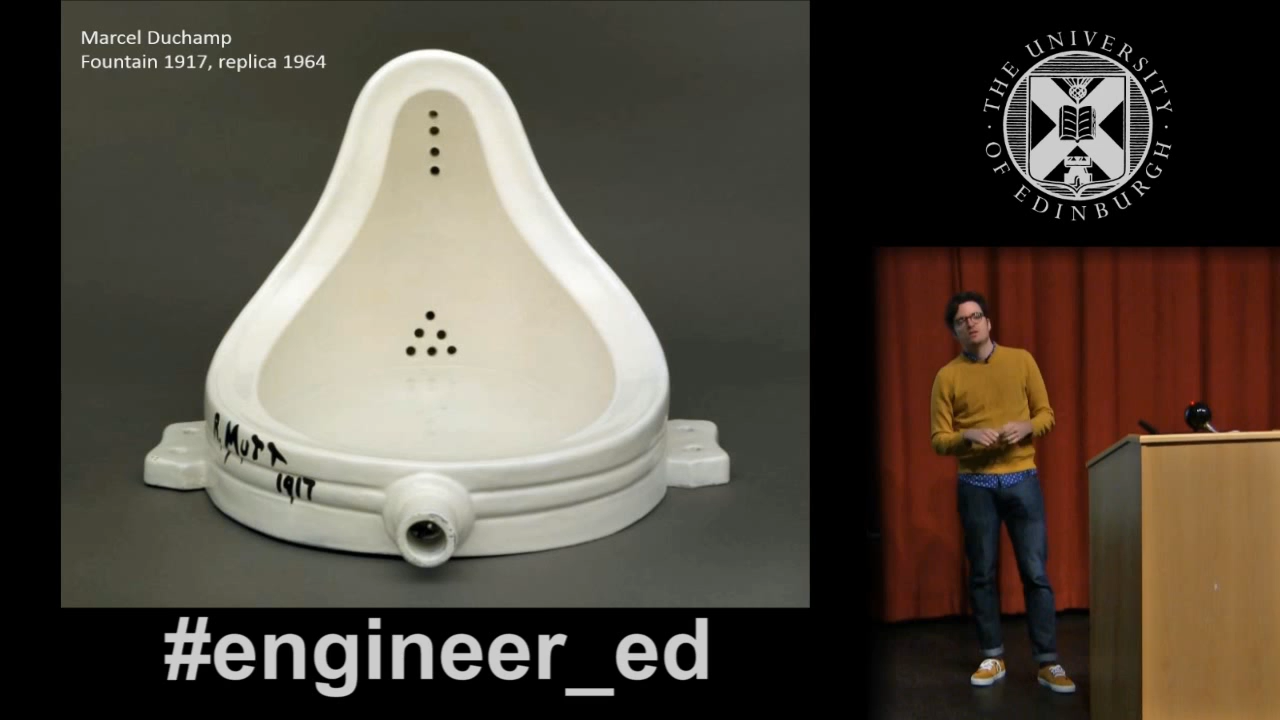 Marcel Duchamp
Fountain 1917, replica 1964
R. MUTT
1917
#engineer_ed
· THE UNIVERSITY ·
OF EDINBURGH